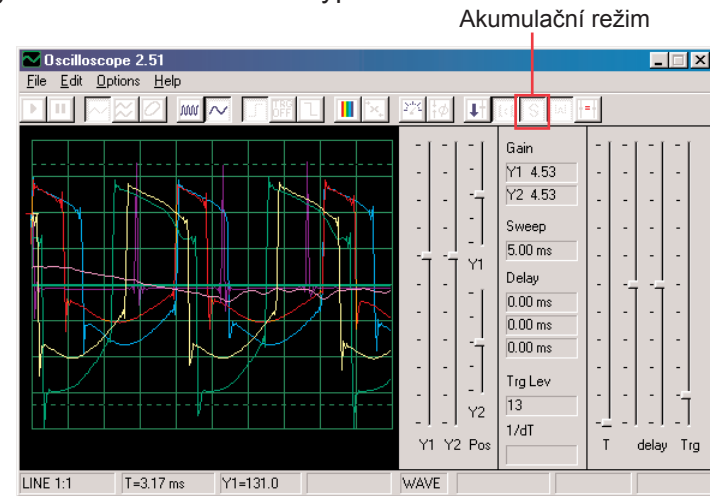 Akumulační režim
Oscilloscope 2.51
File Edit Options Help
TRG OFF
S
Gain
Y1 4.53
Y2 4.53
Sweep
5.00 ms
Y1
Delay
0.00 ms
0.00 ms
0.00 ms
Trg Lev
13
Y2
1/dT
Y1 Y2 Pos
T delay Trg
LINE 1:1 T=3.17 ms Y1=131.0 WAVE